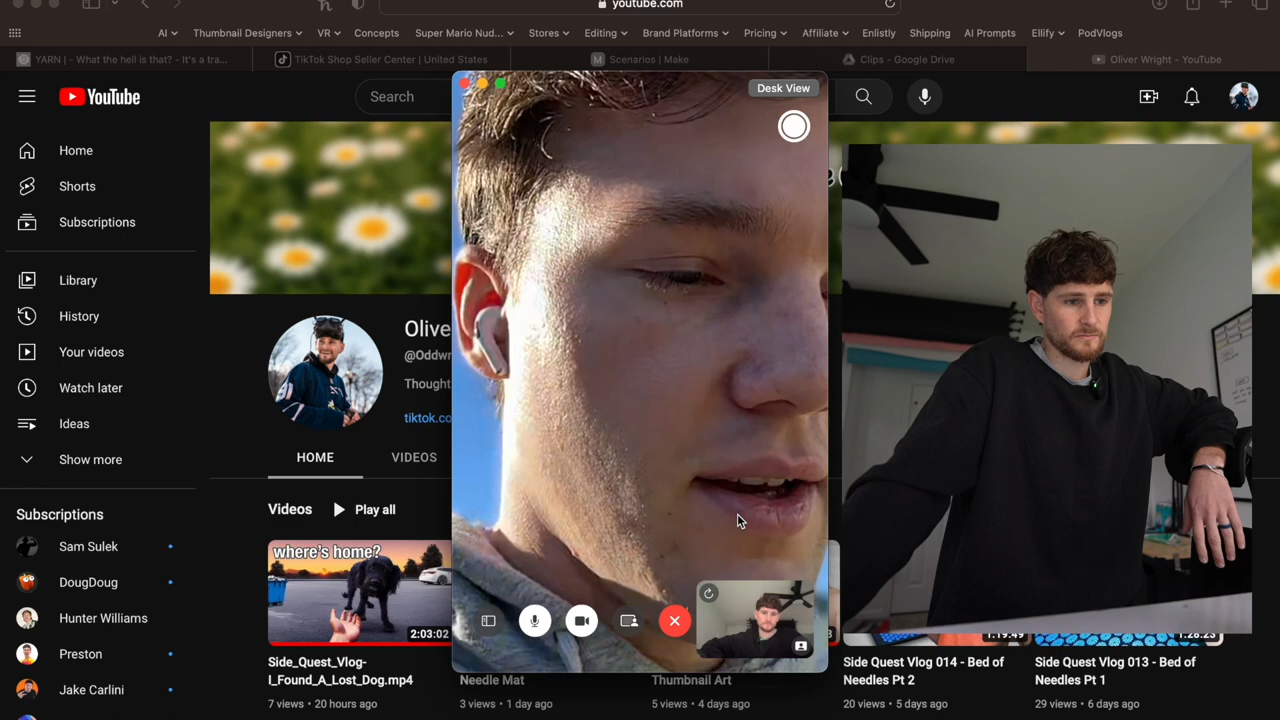 youtube.com
AI
Thumbnail Designers
VR
Concepts
Super Mario Nud...
Stores
Editing
Brand Platforms
Pricing
Affiliate
Enlistly
Shipping
AI Prompts
Ellify
PodVlogs
YARN | - What the hell is that? - It's a tra...
TikTok Shop Seller Center | United States
Scenarios | Make
Clips - Google Drive
Oliver Wright - YouTube
YouTube
Search
Desk View
Home
Shorts
Subscriptions
Library
History
Your videos
Watch later
Ideas
Show more
Subscriptions
Sam Sulek
DougDoug
Hunter Williams
Preston
Jake Carlini
Olive
@Oddwr
Thought
tiktok.co
HOME
VIDEOS
Videos
Play all
where's home?
2:03:02
1:19:49
1:28:23
Side_Quest_Vlog-
I_Found_A_Lost_Dog.mp4
7 views • 20 hours ago
Needle Mat
3 views • 1 day ago
Thumbnail Art
5 views • 4 days ago
Side Quest Vlog 014 - Bed of
Needles Pt 2
20 views • 5 days ago
Side Quest Vlog 013 - Bed of
Needles Pt 1
29 views • 6 days ago